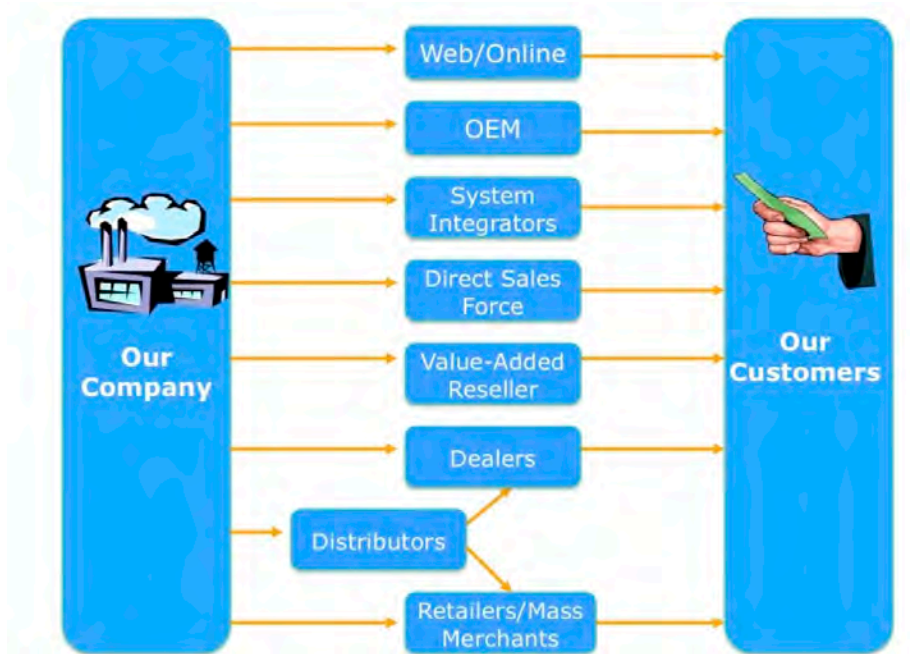 Web/Online
OEM
System
Integrators
Direct Sales
Force
Our
Company
Our
Customers
Value-Added
Reseller
Dealers
Distributors
Retailers/Mass
Merchants